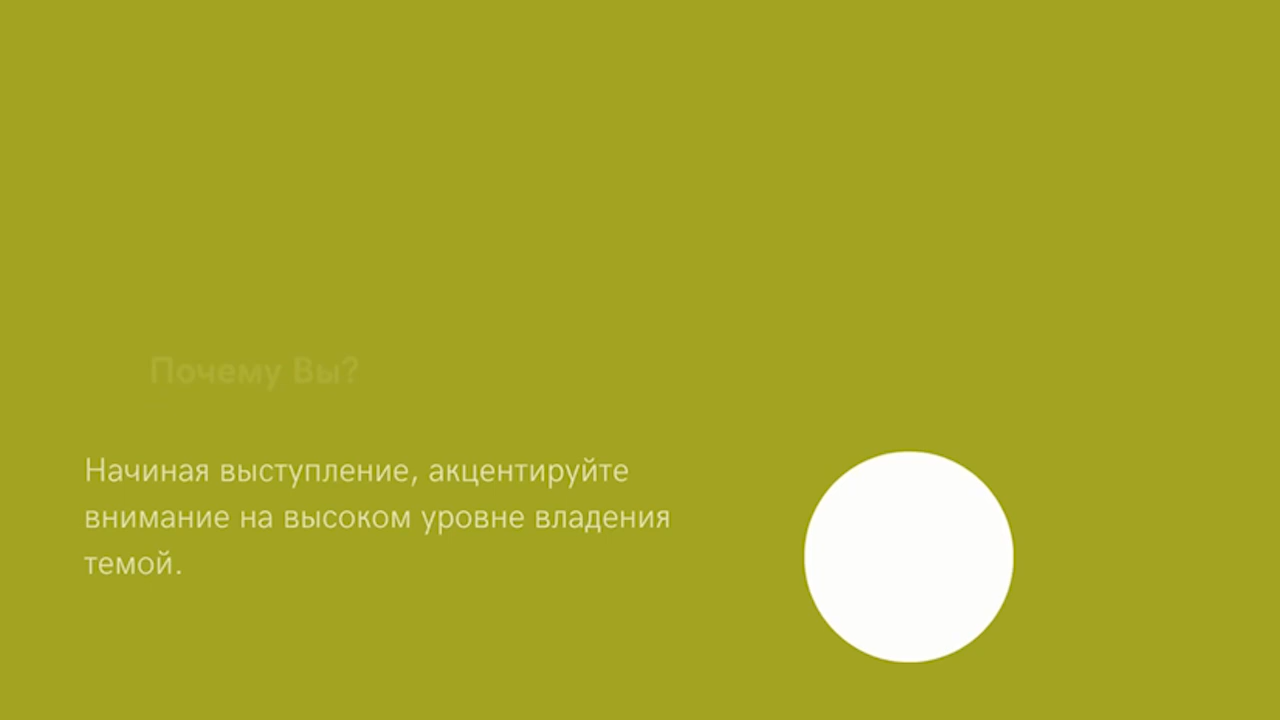 Почему Вы?
Начиная выступление, акцентируйте
внимание на высоком уровне владения
темой.